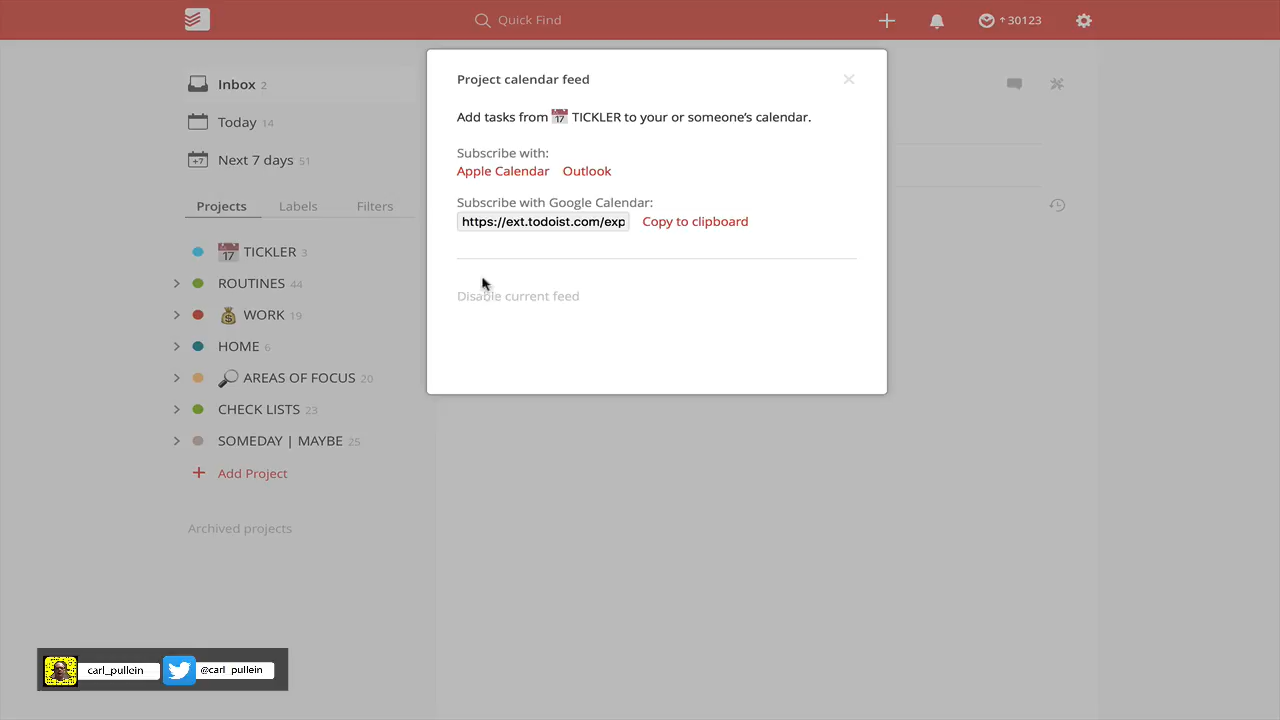 Quick Find
30123
Inbox 2
Today 14
+7 Next 7 days 51
Projects Labels Filters
17 TICKLER 3
ROUTINES 44
WORK 19
HOME 6
AREAS OF FOCUS 20
CHECK LISTS 23
SOMEDAY | MAYBE 25
+ Add Project
Archived projects
Project calendar feed
Add tasks from 17 TICKLER to your or someone's calendar.
Subscribe with:
Apple Calendar Outlook
Subscribe with Google Calendar:
https://ext.todoist.com/exp Copy to clipboard
Disable current feed
carl_pullein @carl_pullein